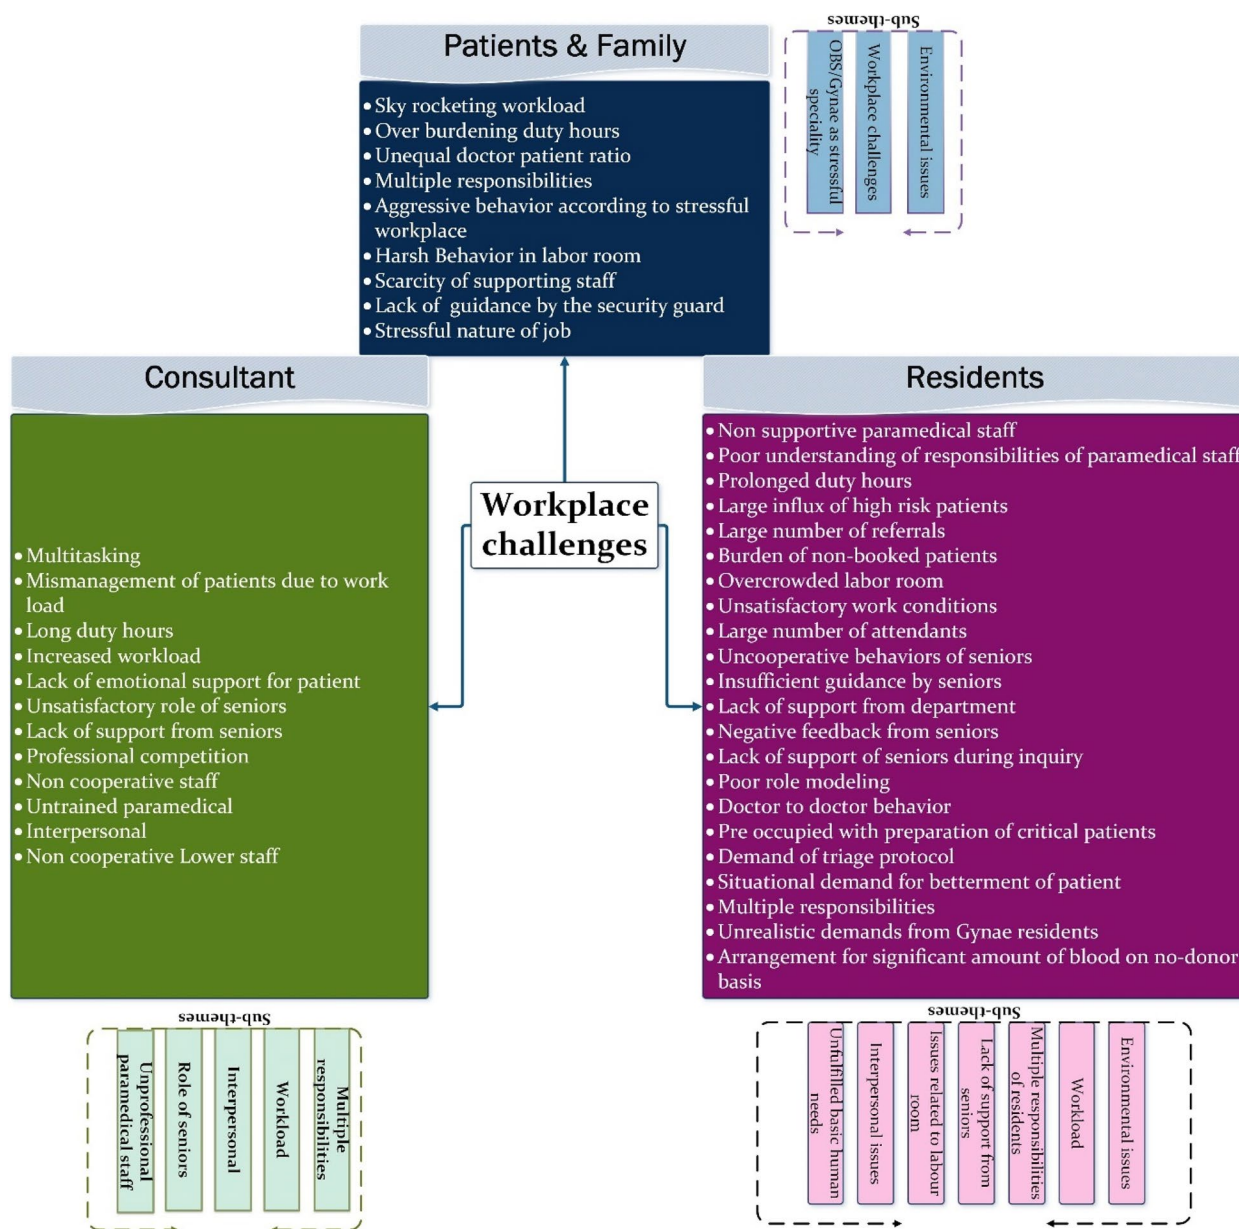 Patients & Family
• Sky rocketing workload
• Over burdening duty hours
• Unequal doctor patient ratio
• Multiple responsibilities
• Aggressive behavior according to stressful
workplace
• Harsh Behavior in labor room
• Scarcity of supporting staff
• Lack of guidance by the security guard
• Stressful nature of job
Sub-themes
OBS/Gynae as stressful
speciality
Workplace challenges
Environmental issues
Workplace
challenges
Consultant
• Multitasking
• Mismanagement of patients due to work
load
• Long duty hours
• Increased workload
• Lack of emotional support for patient
• Unsatisfactory role of seniors
• Lack of support from seniors
• Professional competition
• Non cooperative staff
• Untrained paramedical
• Interpersonal
• Non cooperative Lower staff
Sub-themes
Unprofessional
paramedical staff
Role of seniors
Interpersonal
Workload
Multiple
responsibilities
Residents
• Non supportive paramedical staff
• Poor understanding of responsibilities of paramedical staff
• Prolonged duty hours
• Large influx of high risk patients
• Large number of referrals
• Burden of non-booked patients
• Overcrowded labor room
• Unsatisfactory work conditions
• Large number of attendants
• Uncooperative behaviors of seniors
• Insufficient guidance by seniors
• Lack of support from department
• Negative feedback from seniors
• Lack of support of seniors during inquiry
• Poor role modeling
• Doctor to doctor behavior
• Pre occupied with preparation of critical patients
• Demand of triage protocol
• Situational demand for betterment of patient
• Multiple responsibilities
• Unrealistic demands from Gynae residents
• Arrangement for significant amount of blood on no-donor
basis
Sub-themes
Unfulfilled basic human
needs
Interpersonal issues
Issues related to labour
room
Lack of support from
seniors
Multiple responsibilities
of residents
Workload
Environmental issues